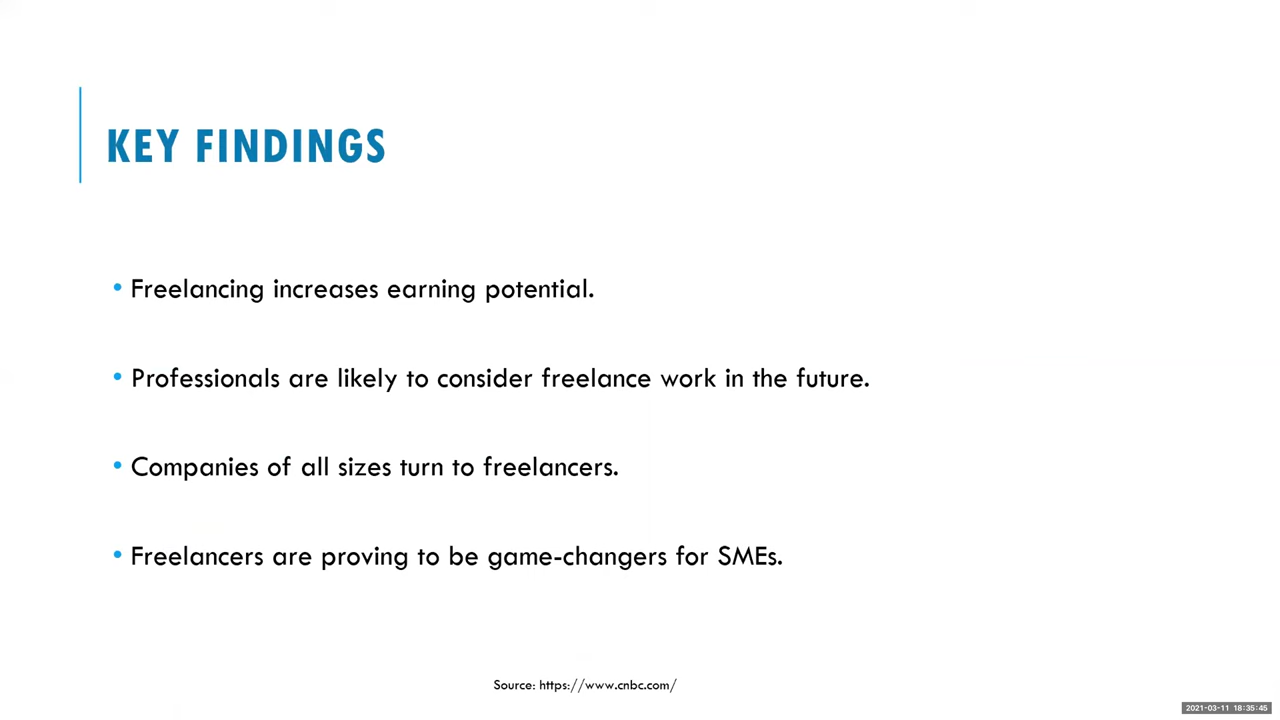 KEY FINDINGS
• Freelancing increases earning potential.
• Professionals are likely to consider freelance work in the future.
• Companies of all sizes turn to freelancers.
• Freelancers are proving to be game-changers for SMEs.
Source: https://www.cnbc.com/
2021-03-11 18:35:45